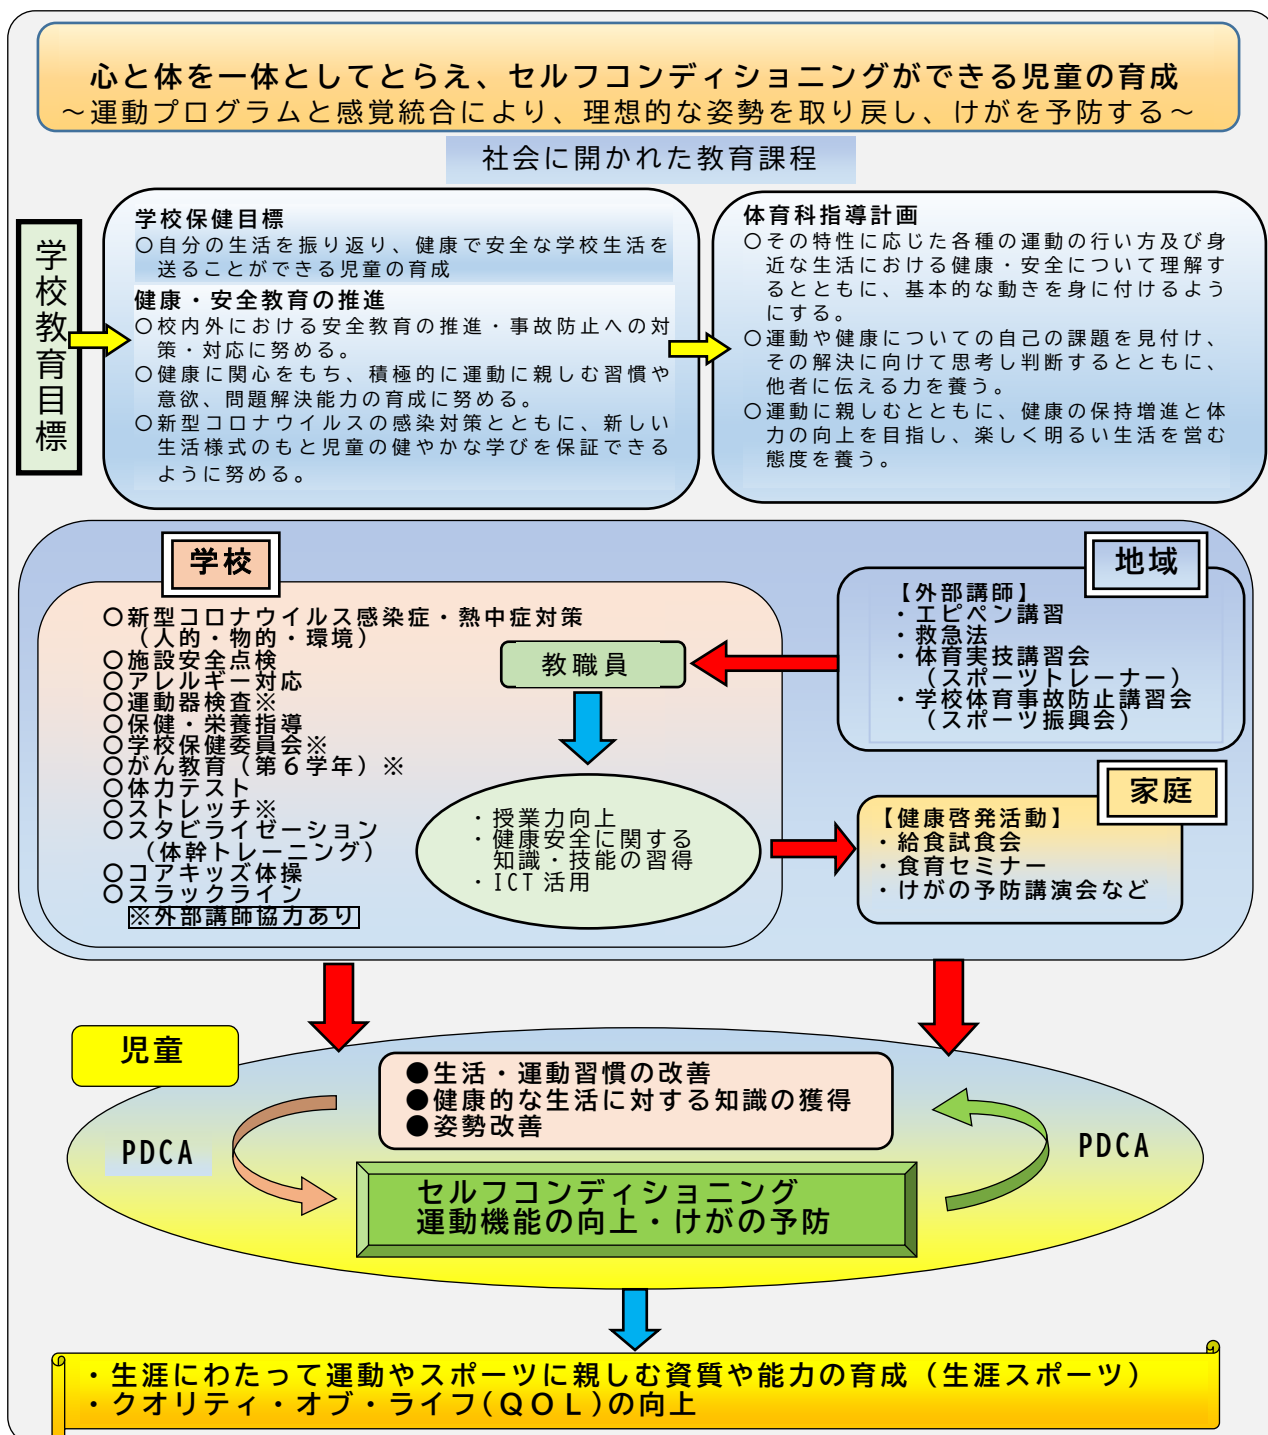 心と体を一体としてとらえ、セルフコンディショニングができる児童の育成
～運動プログラムと感覚統合により、理想的な姿勢を取り戻し、けがを予防する～
社会に開かれた教育課程
学校教育目標
学校保健目標
〇自分の生活を振り返り、健康で安全な学校生活を
送ることができる児童の育成
健康・安全教育の推進
〇校内外における安全教育の推進・事故防止への対
策・対応に努める。
〇健康に関心をもち、積極的に運動に親しむ習慣や
意欲、問題解決能力の育成に努める。
〇新型コロナウイルスの感染対策とともに、新しい
生活様式のもと児童の健やかな学びを保証できる
ように努める。
体育科指導計画
〇その特性に応じた各種の運動の行い方及び身
近な生活における健康・安全について理解す
るとともに、基本的な動きを身に付けるよう
にする。
〇運動や健康についての自己の課題を見付け、
その解決に向けて思考し判断するとともに、
他者に伝える力を養う。
〇運動に親しむとともに、健康の保持増進と体
力の向上を目指し、楽しく明るい生活を営む
態度を養う。
学校
〇新型コロナウイルス感染症・熱中症対策
（人的・物的・環境）
〇施設安全点検
〇アレルギー対応
〇運動器検査※
〇保健・栄養指導
〇学校保健委員会※
〇がん教育（第６学年）※
〇体力テスト
〇ストレッチ※
〇スタビライゼーション
（体幹トレーニング）
〇コアキッズ体操
〇スラックライン
※外部講師協力あり
教職員
・授業力向上
・健康安全に関する
知識・技能の習得
・ICT活用
地域
【外部講師】
・エピペン講習
・救急法
・体育実技講習会
（スポーツトレーナー）
・学校体育事故防止講習会
（スポーツ振興会）
家庭
【健康啓発活動】
・給食試食会
・食育セミナー
・けがの予防講演会など
児童
●生活・運動習慣の改善
●健康的な生活に対する知識の獲得
●姿勢改善
PDCA
PDCA
セルフコンディショニング
運動機能の向上・けがの予防
・生涯にわたって運動やスポーツに親しむ資質や能力の育成（生涯スポーツ）
・クオリティ・オブ・ライフ(ＱＯＬ)の向上